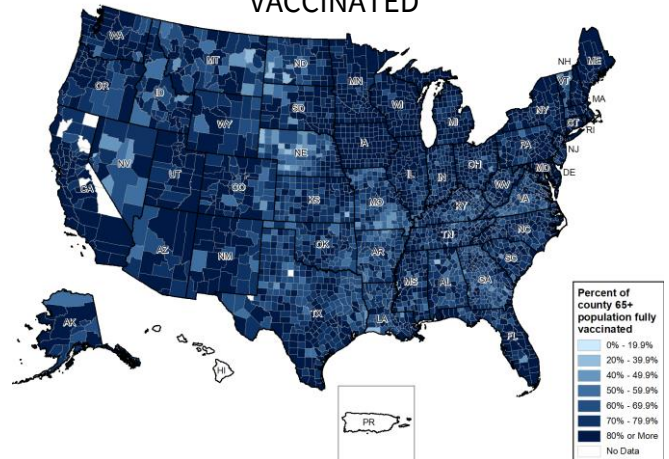 VACCINATED
WA
MT
ND
MN
ME
NH
VT
OR
ID
SD
WI
MI
NY
MA
WY
CT
RI
IA
PA
NJ
NE
NV
IL
IN
OH
MD
DE
UT
CO
CA
KS
MO
WV
VA
KY
AZ
NM
OK
AR
TN
NC
SC
MS
AL
GA
TX
LA
FL
AK
HI
PR
Percent of
county 65+
population fully
vaccinated
0% - 19.9%
20% - 39.9%
40% - 49.9%
50% - 59.9%
60% - 69.9%
70% - 79.9%
80% or More
No Data